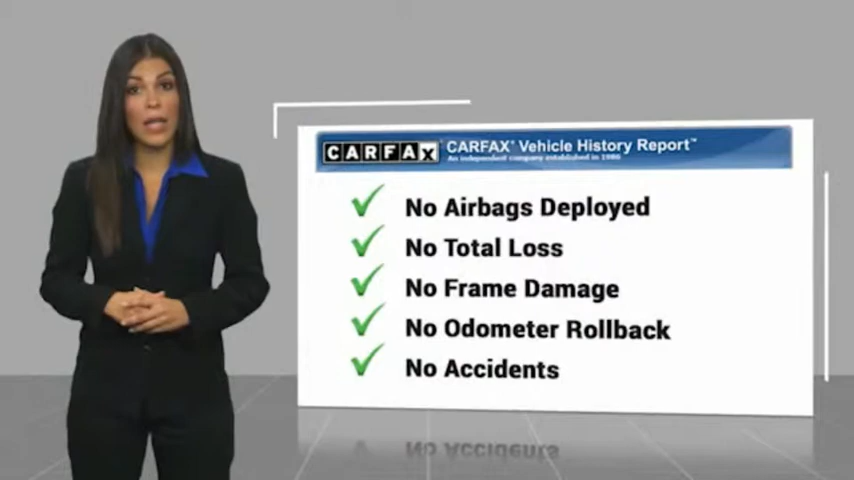 CARFAX CARFAX® Vehicle History Report™
An independent company established in 1986
No Airbags Deployed
No Total Loss
No Frame Damage
No Odometer Rollback
No Accidents